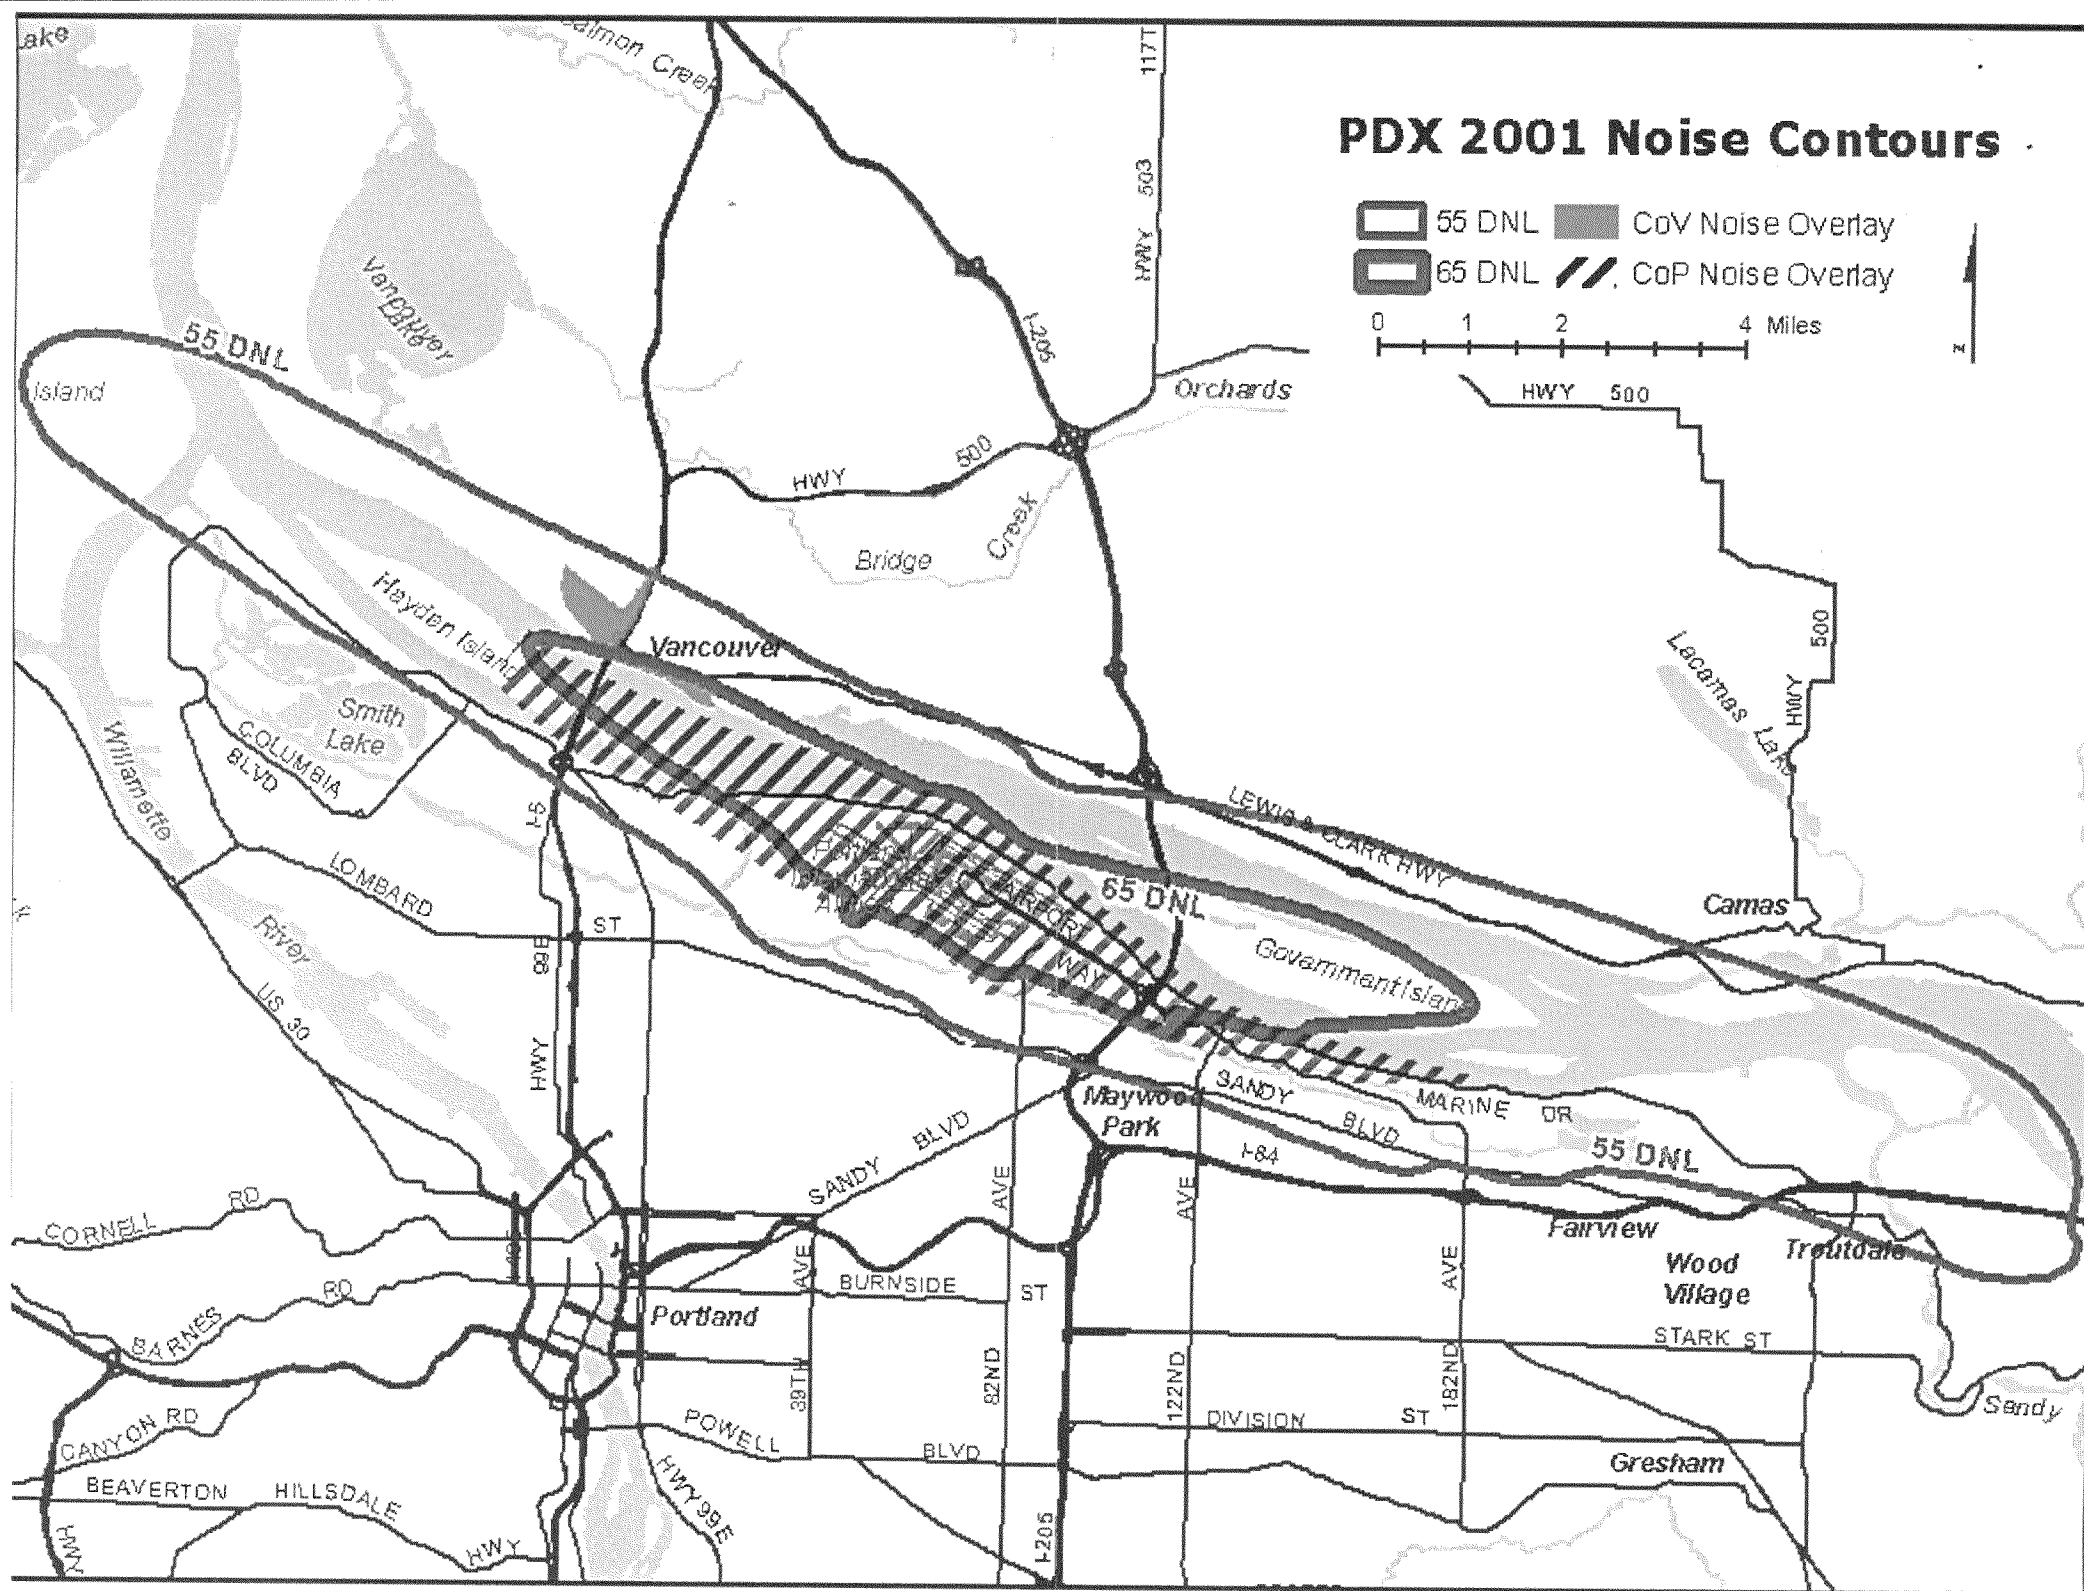 ake
Salmon Creek
117T
PDX 2001 Noise Contours
HWY 503
55 DNL
CoV Noise Overlay
65 DNL
CoP Noise Overlay
0 1 2 4 Miles
z
Vancouver
Lake
55 DNL
I-205
Island
Orchards
HWY 500
HWY 500
Creek
Bridge
Hayden Island
Vancouver
HWY 500
Lacamas Lake
Smith
Lake
COLUMBIA
BLVD
Willamette
I-5
LEWIS & CLARK HWY
LOMBARD
ST
65 DNL
AIRPORT
WAY
Camas
River
99E
HWY
Government Island
US 30
SANDY
BLVD
MARINE DR
Maywood
Park
SANDY BLVD
I-84
55 DNL
AVE
AVE
CORNELL RD
Fairview
Troutdale
Wood
Village
AVE
AVE
BURNSIDE
ST
BARNES RD
Portland
STARK ST
39TH
82ND
122ND
182ND
CANYON RD
POWELL
BLVD
DIVISION
ST
Sandy
Gresham
BEAVERTON HILLSDALE
HWY
HWY
HWY 99E
I-205